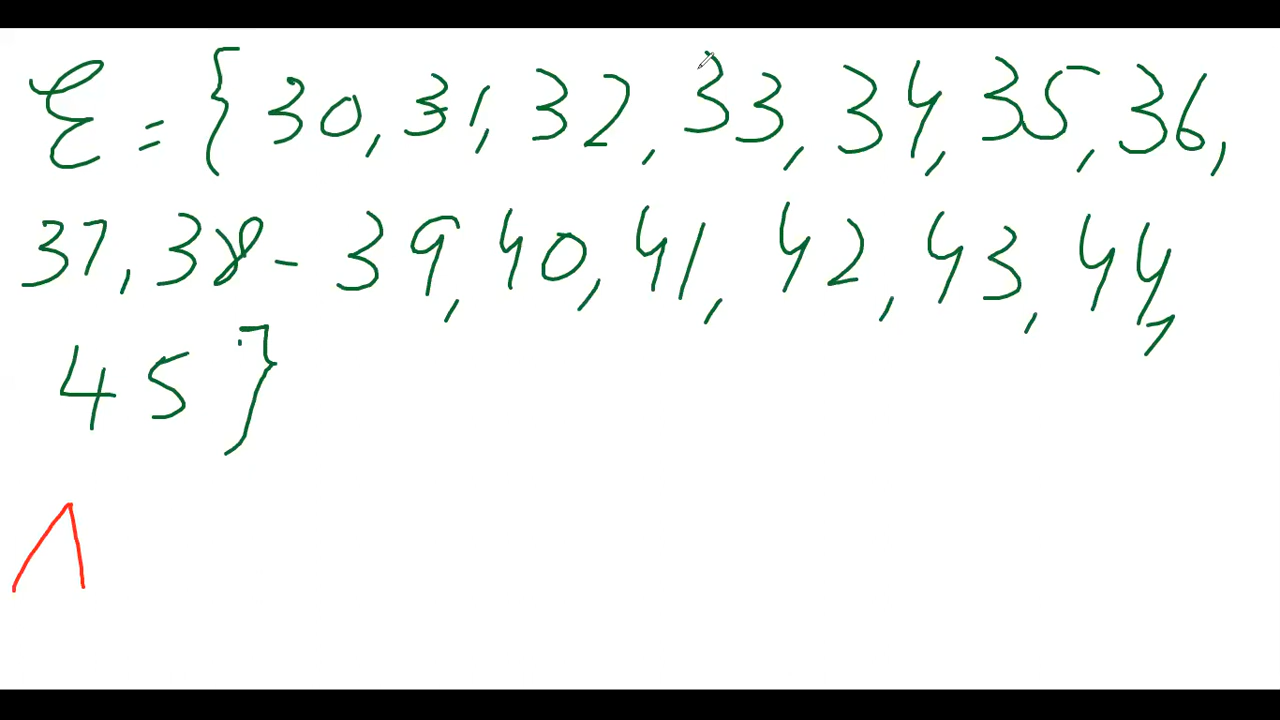 ℰ = { 30, 31, 32, 33, 34, 35, 36,
37, 38 - 39, 40, 41, 42, 43, 44,
45 }
Λ